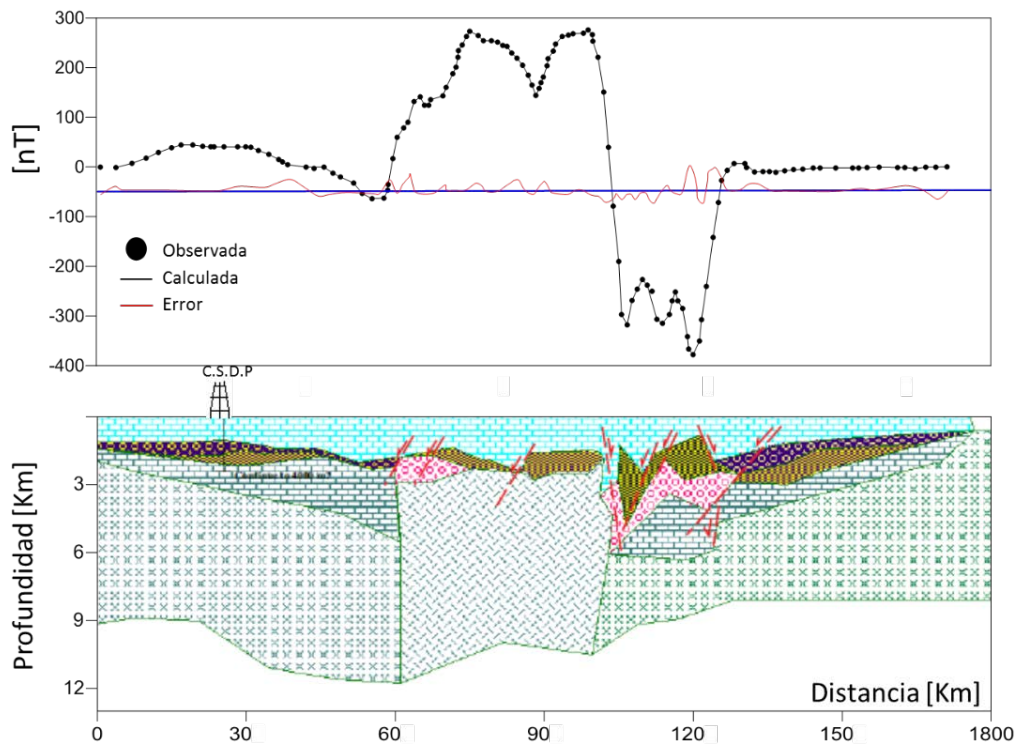 300
200
100
0
-100
-200
-300
-400
[nT]
Observada
Calculada
Error
C.S.D.P
3
6
9
12
Profundidad [Km]
Distancia [Km]
0 30 60 90 120 150 1800